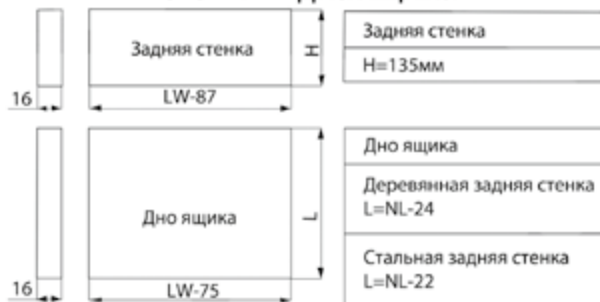 Задняя стенка
H
16
LW-87
Задняя стенка
H=135мм
Дно ящика
L
16
LW-75
Дно ящика
Деревянная задняя стенка
L=NL-24
Стальная задняя стенка
L=NL-22